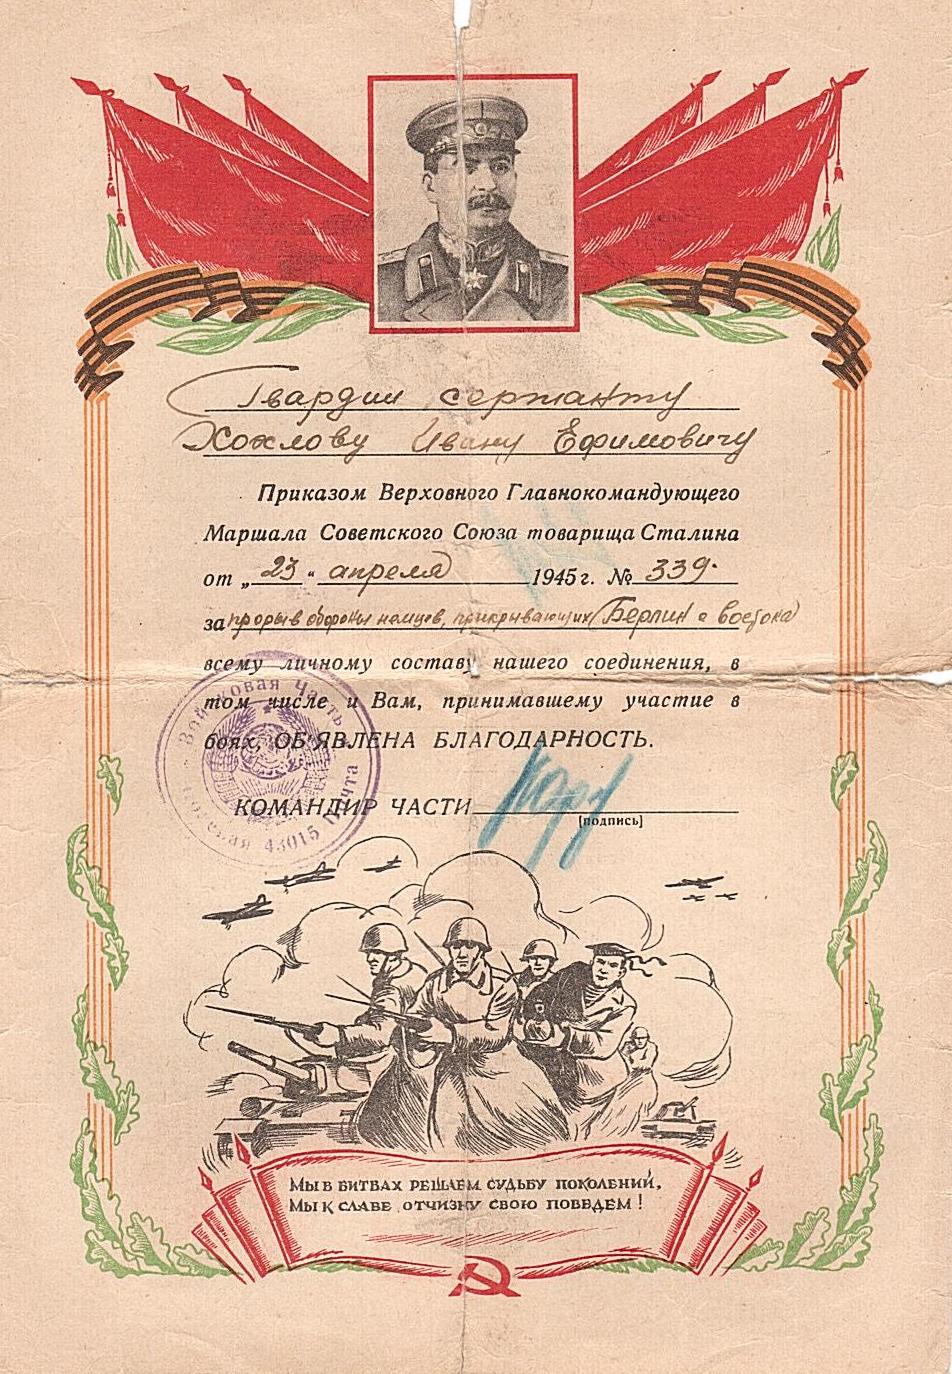 Гвардии сержанту
Хохлову Ивану Ефимовичу
Приказом Верховного Главнокомандующего
Маршала Советского Союза товарища Сталина
от „23“ апреля 1945 г. № 339.
за прорыв обороны немцев, прикрывающих Берлин с востока
всему личному составу нашего соединения, в
том числе и Вам, принимавшему участие в
боях, ОБ'ЯВЛЕНА БЛАГОДАРНОСТЬ.
Войсковая Часть
Полевая 43015 Почта
КОМАНДИР ЧАСТИ
[подпись]
МЫ В БИТВАХ РЕШАЕМ СУДЬБУ ПОКОЛЕНИЙ,
МЫ К СЛАВЕ ОТЧИЗНУ СВОЮ ПОВЕДЕМ!